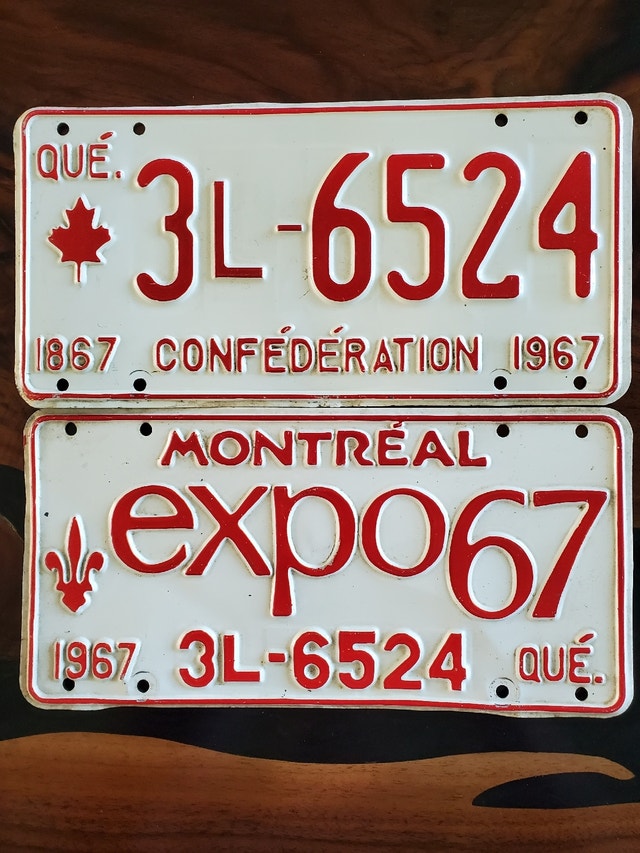 QUÉ.
3L-6524
1867 CONFÉDÉRATION 1967
MONTRÉAL
expo67
1967 3L-6524 QUÉ.